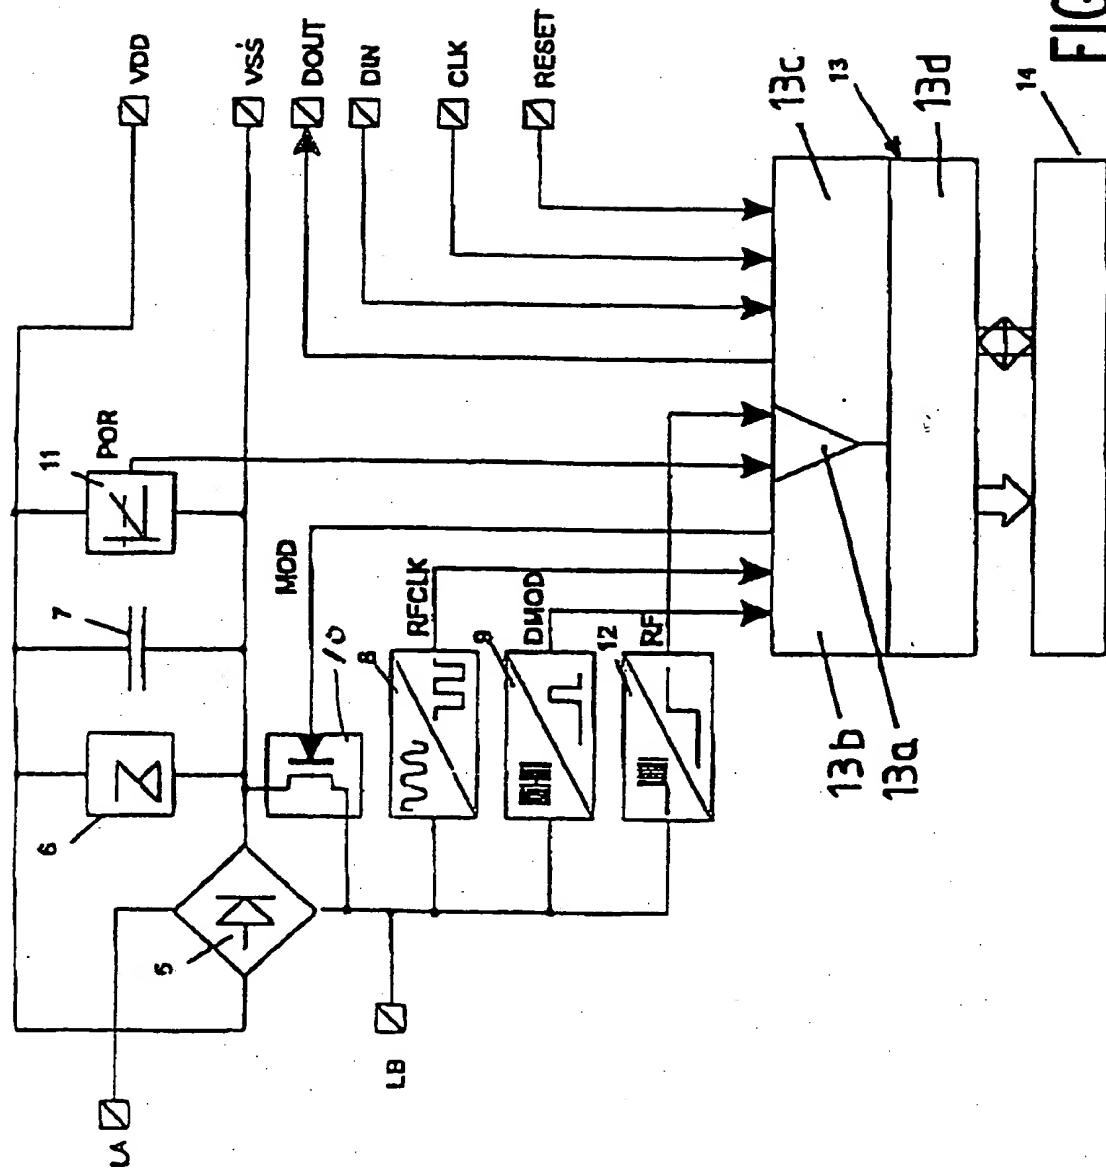 VDD
VSS
DOUT
DIN
CLK
RESET
FIG
11
POR
7
6
5
LA
LB
MOD
10
8
RFCLK
9
DMOD
12
RF
13c
13
13d
13b
13a
14